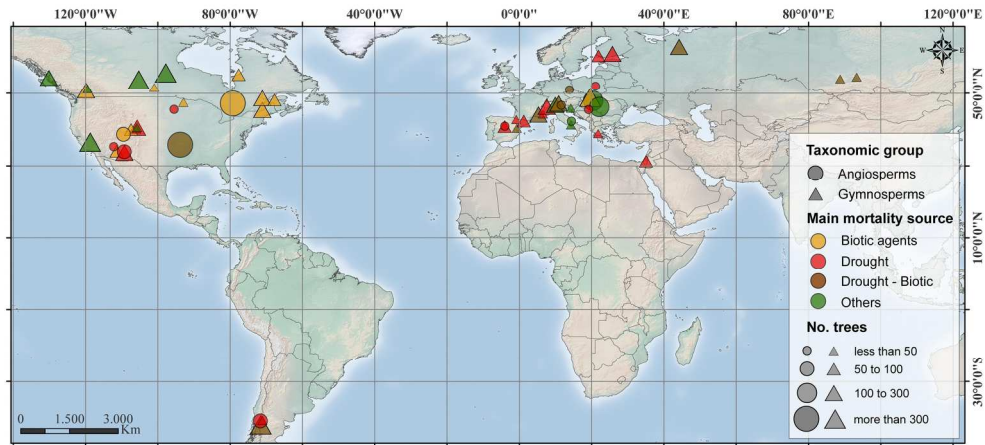 120°0'0"W 80°0'0"W 40°0'0"W 0°0'0" 40°0'0"E 80°0'0"E 120°0'0"E
N
W E
S
50°0'0"N
10°0'0"N
30°0'0"S
Taxonomic group
Angiosperms
Gymnosperms
Main mortality source
Biotic agents
Drought
Drought - Biotic
Others
No. trees
less than 50
50 to 100
100 to 300
more than 300
0 1.500 3.000
Km